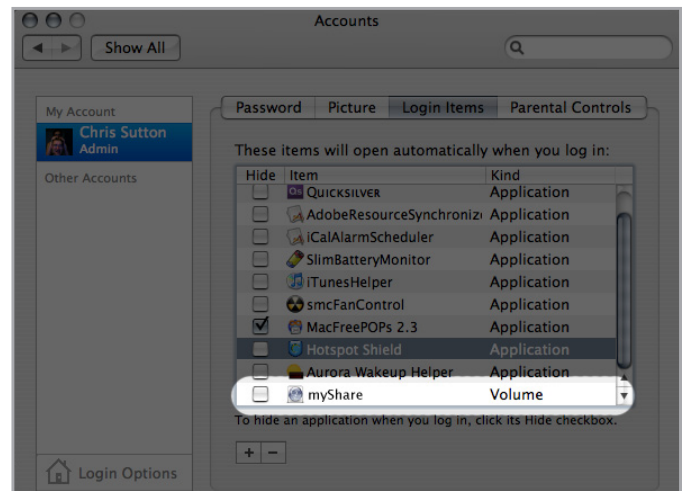 Accounts
Show All
My Account
Chris Sutton
Admin
Other Accounts
Login Options
Password Picture Login Items Parental Controls
These items will open automatically when you log in:
Hide Item Kind
QUICKSILVER Application
AdobeResourceSynchroniz Application
iCalAlarmScheduler Application
SlimBatteryMonitor Application
iTunesHelper Application
smcFanControl Application
MacFreePOPs 2.3 Application
Hotspot Shield Application
Aurora Wakeup Helper Application
myShare Volume
To hide an application when you log in, click its Hide checkbox.
+ −